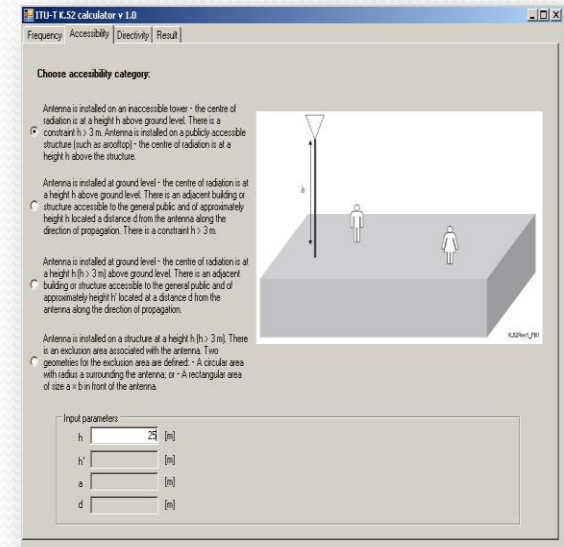 ITU-T K.52 calculator v 1.0
Frequency Accessibility Directivity Result
Choose accesibility category:
Antenna is installed on an inaccessible tower - the centre of
radiation is at a height h above ground level. There is a
constraint h > 3 m. Antenna is installed on a publicly accessible
structure (such as arooftop) - the centre of radiation is at a
height h above the structure.
Antenna is installed at ground level - the centre of radiation is at
a height h above ground level. There is an adjacent building or
structure accessible to the general public and of approximately
height h located a distance d from the antenna along the
direction of propagation. There is a constraint h > 3 m.
Antenna is installed at ground level - the centre of radiation is at
a height h (h > 3 m) above ground level. There is an adjacent
building or structure accessible to the general public and of
approximately height h' located at a distance d from the
antenna along the direction of propagation.
Antenna is installed on a structure at a height h (h > 3 m). There
is an exclusion area associated with the antenna. Two
geometries for the exclusion area are defined: - A circular area
with radius a surrounding the antenna; or - A rectangular area
of size a × b in front of the antenna.
h
Input parameters
h 25 [m]
h' [m]
a [m]
d [m]